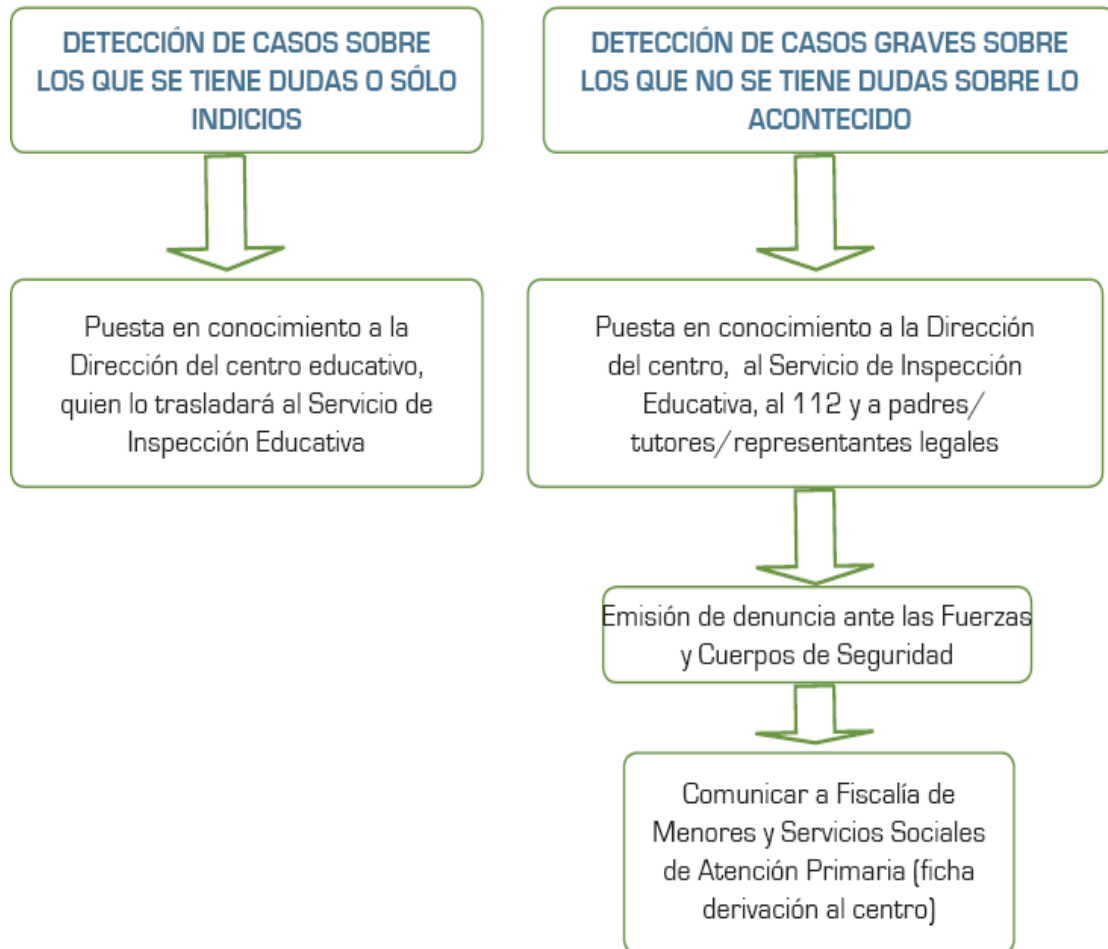 DETECCIÓN DE CASOS SOBRE
LOS QUE SE TIENE DUDAS O SÓLO
INDICIOS
Puesta en conocimiento a la
Dirección del centro educativo,
quien lo trasladará al Servicio de
Inspección Educativa
DETECCIÓN DE CASOS GRAVES SOBRE
LOS QUE NO SE TIENE DUDAS SOBRE LO
ACONTECIDO
Puesta en conocimiento a la Dirección
del centro, al Servicio de Inspección
Educativa, al 112 y a padres/
tutores/representantes legales
Emisión de denuncia ante las Fuerzas
y Cuerpos de Seguridad
Comunicar a Fiscalía de
Menores y Servicios Sociales
de Atención Primaria (ficha
derivación al centro)